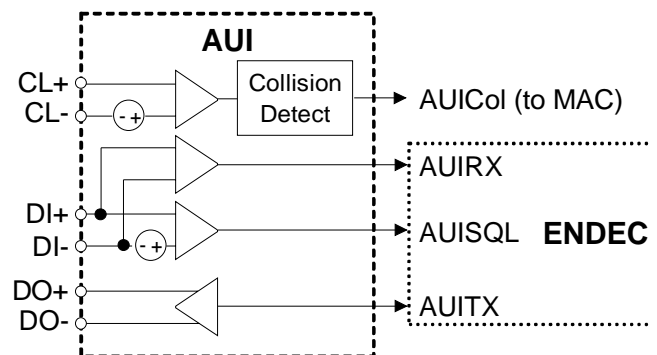 AUI
CL+
CL-
- +
Collision
Detect
AUICol (to MAC)
AUIRX
DI+
DI-
- +
AUISQL ENDEC
DO+
DO-
AUITX